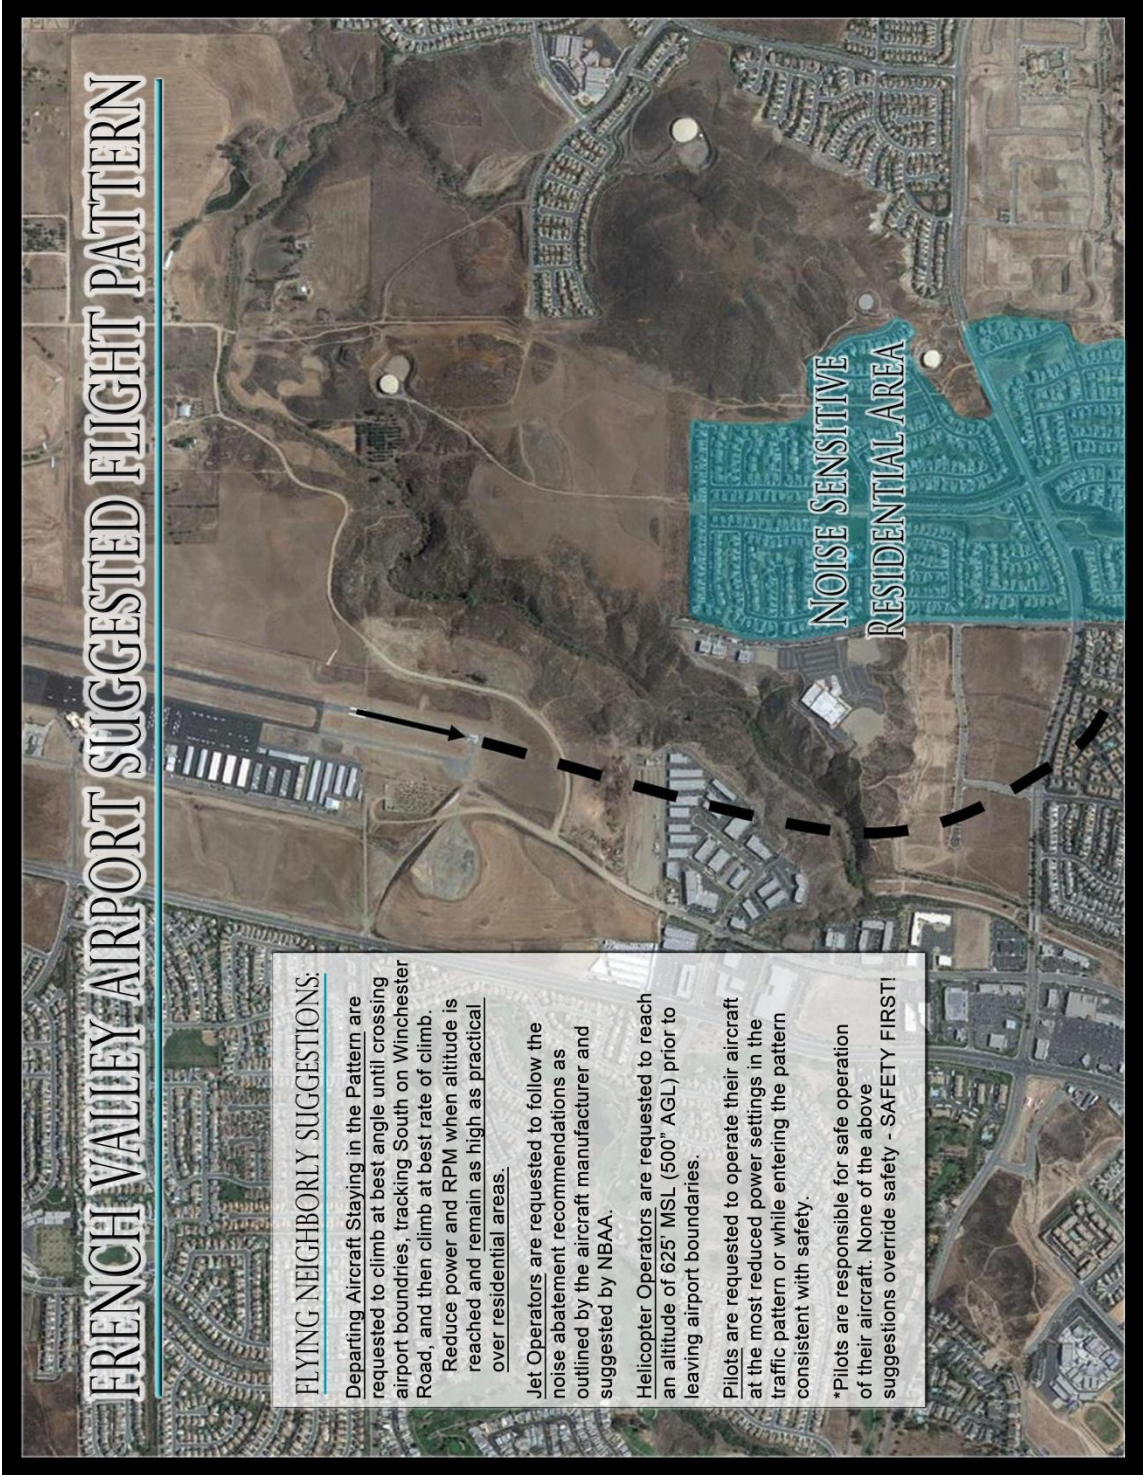 FRENCH VALLEY AIRPORT SUGGESTED FLIGHT PATTERN
FLYING NEIGHBORLY SUGGESTIONS:
Departing Aircraft Staying in the Pattern are
requested to climb at best angle until crossing
airport boundries, tracking South on Winchester
Road, and then climb at best rate of climb.
Reduce power and RPM when altitude is
reached and remain as high as practical
over residential areas.
Jet Operators are requested to follow the
noise abatement recommendations as
outlined by the aircraft manufacturer and
suggested by NBAA.
Helicopter Operators are requested to reach
an altitude of 625' MSL (500" AGL) prior to
leaving airport boundaries.
Pilots are requested to operate their aircraft
at the most reduced power settings in the
traffic pattern or while entering the pattern
consistent with safety.
*Pilots are responsible for safe operation
of their aircraft. None of the above
suggestions override safety - SAFETY FIRST!
NOISE SENSITIVE
RESIDENTIAL AREA